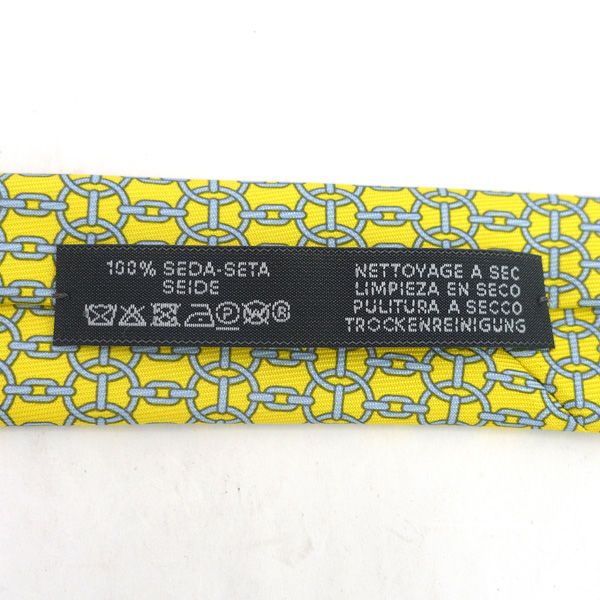 100% SEDA-SETA
SEIDE
P W ®
NETTOYAGE A SEC
LIMPIEZA EN SECO
PULITURA A SECCO
TROCKENREINIGUNG